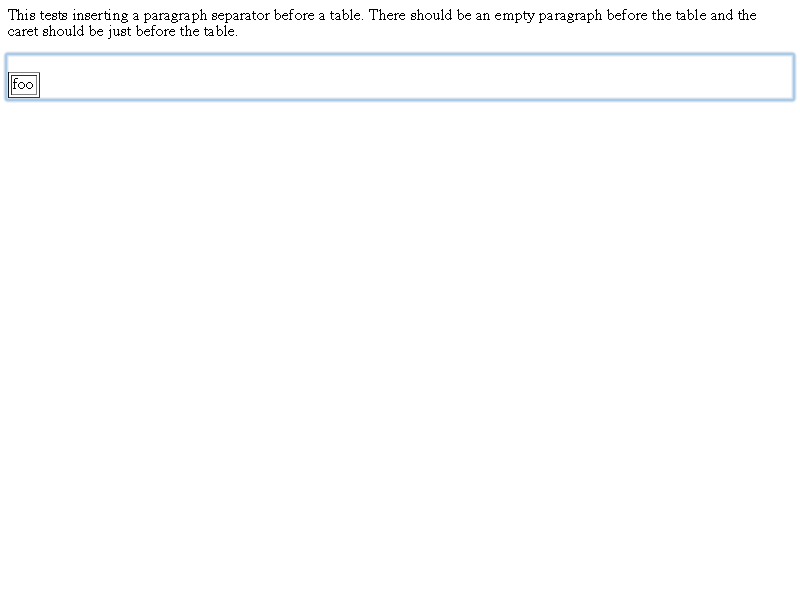 This tests inserting a paragraph separator before a table. There should be an empty paragraph before the table and the
caret should be just before the table.
foo